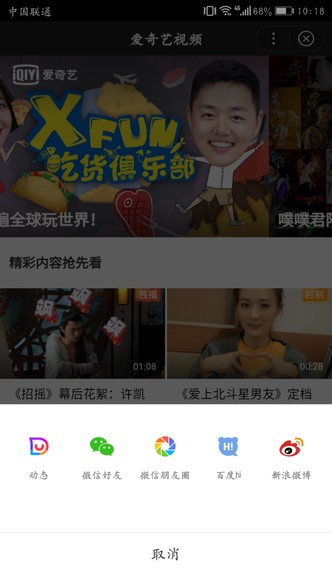 中国联通
68%
10:18
爱奇艺视频
QIY 爱奇艺
X FUN
吃货俱乐部
遍全球玩世界!
噗噗君陪
精彩内容抢先看
独播
自制
01:08
00:28
《招摇》幕后花絮：许凯
《爱上北斗星男友》定档
动态
微信好友
微信朋友圈
H!
百度hi
新浪微博
取消